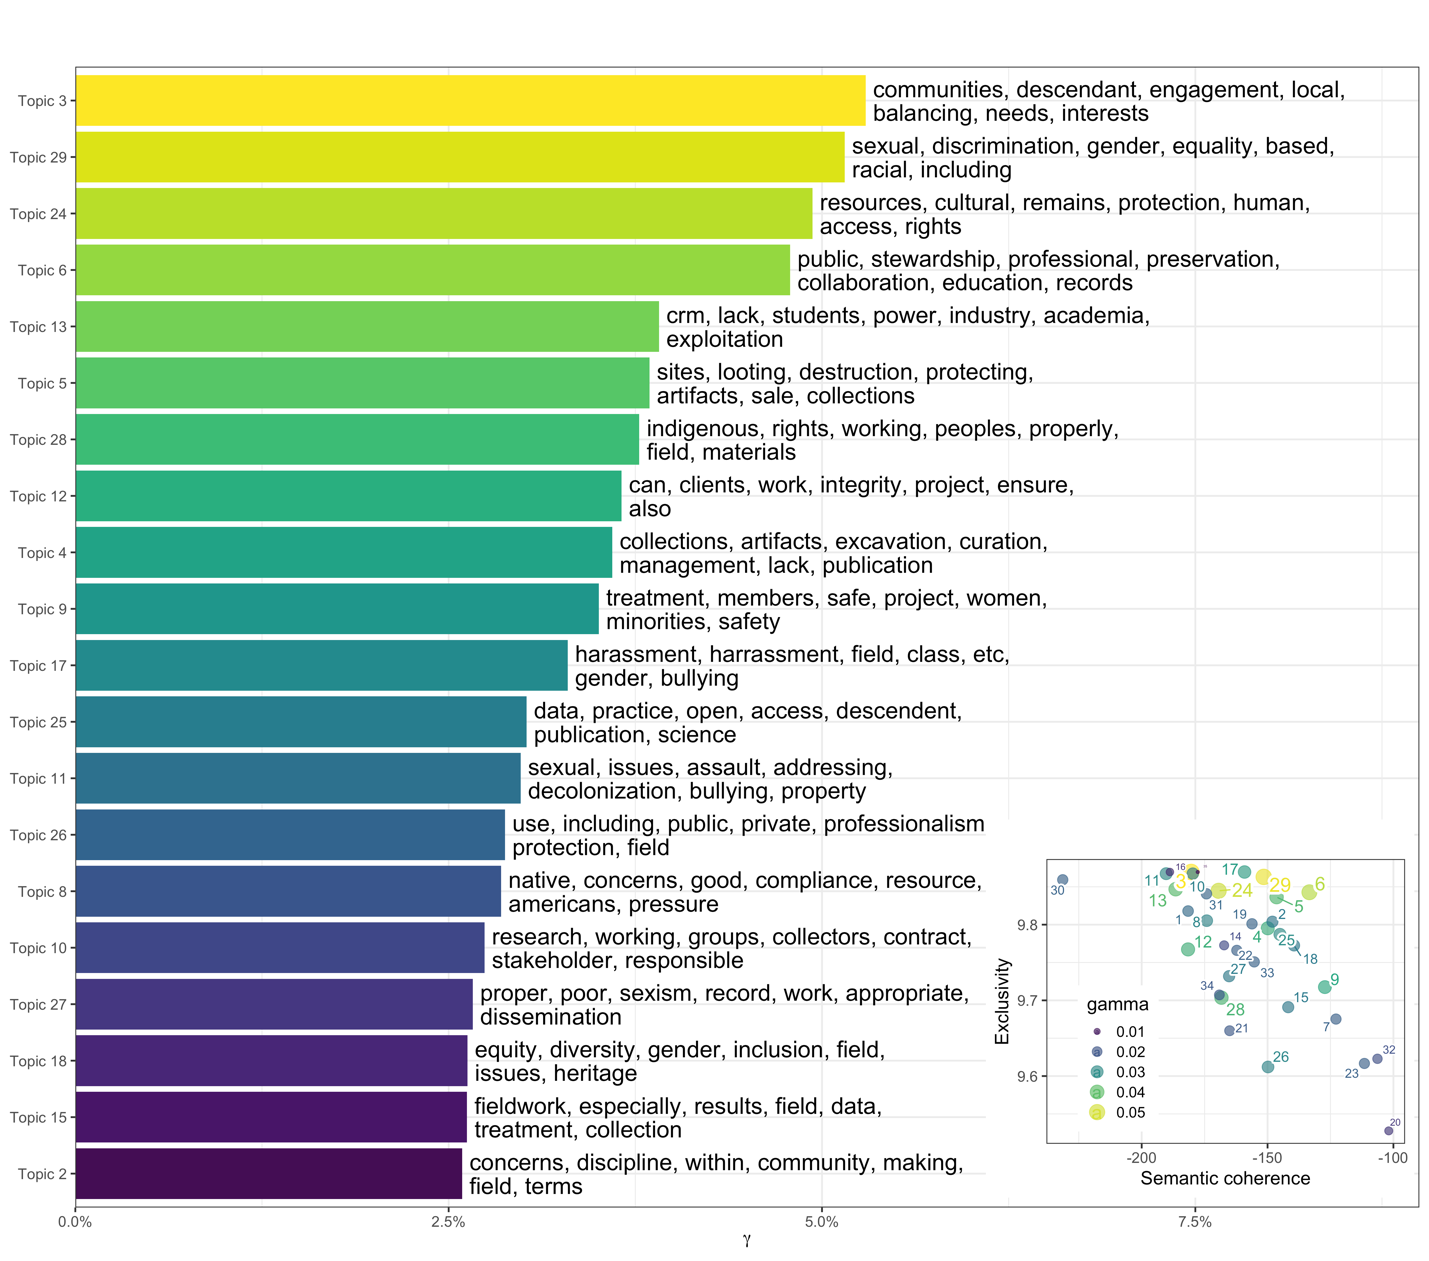 Topic 3
communities, descendant, engagement, local,
balancing, needs, interests
Topic 29
sexual, discrimination, gender, equality, based,
racial, including
Topic 24
resources, cultural, remains, protection, human,
access, rights
Topic 6
public, stewardship, professional, preservation,
collaboration, education, records
Topic 13
crm, lack, students, power, industry, academia,
exploitation
Topic 5
sites, looting, destruction, protecting,
artifacts, sale, collections
Topic 28
indigenous, rights, working, peoples, properly,
field, materials
Topic 12
can, clients, work, integrity, project, ensure,
also
Topic 4
collections, artifacts, excavation, curation,
management, lack, publication
Topic 9
treatment, members, safe, project, women,
minorities, safety
Topic 17
harassment, harrassment, field, class, etc,
gender, bullying
Topic 25
data, practice, open, access, descendent,
publication, science
Topic 11
sexual, issues, assault, addressing,
decolonization, bullying, property
Topic 26
use, including, public, private, professionalism
protection, field
Topic 8
native, concerns, good, compliance, resource,
americans, pressure
Topic 10
research, working, groups, collectors, contract,
stakeholder, responsible
Topic 27
proper, poor, sexism, record, work, appropriate,
dissemination
Topic 18
equity, diversity, gender, inclusion, field,
issues, heritage
Topic 15
fieldwork, especially, results, field, data,
treatment, collection
Topic 2
concerns, discipline, within, community, making,
field, terms
0.0% 2.5% 5.0% 7.5%
γ
Exclusivity
9.8
9.7
9.6
30
11
16
3
10
17
24
29
6
13
31
5
1
8
19
2
12
14
4
25
22
18
27
33
34
28
9
15
21
7
26
32
23
20
gamma
a 0.01
a 0.02
a 0.03
a 0.04
a 0.05
-200 -150 -100
Semantic coherence